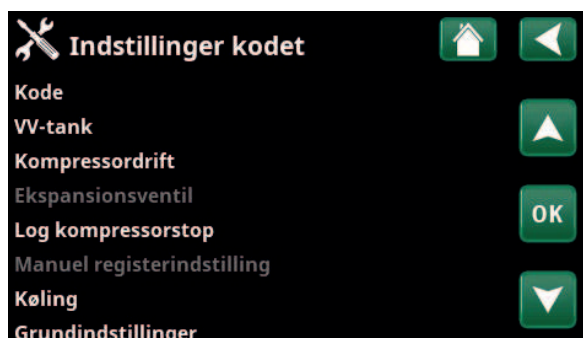 Indstillinger kodet
Kode
VV-tank
Kompressordrift
Ekspansionsventil
OK
Log kompressorstop
Manuel registerindstilling
Køling
Grundindstillinger